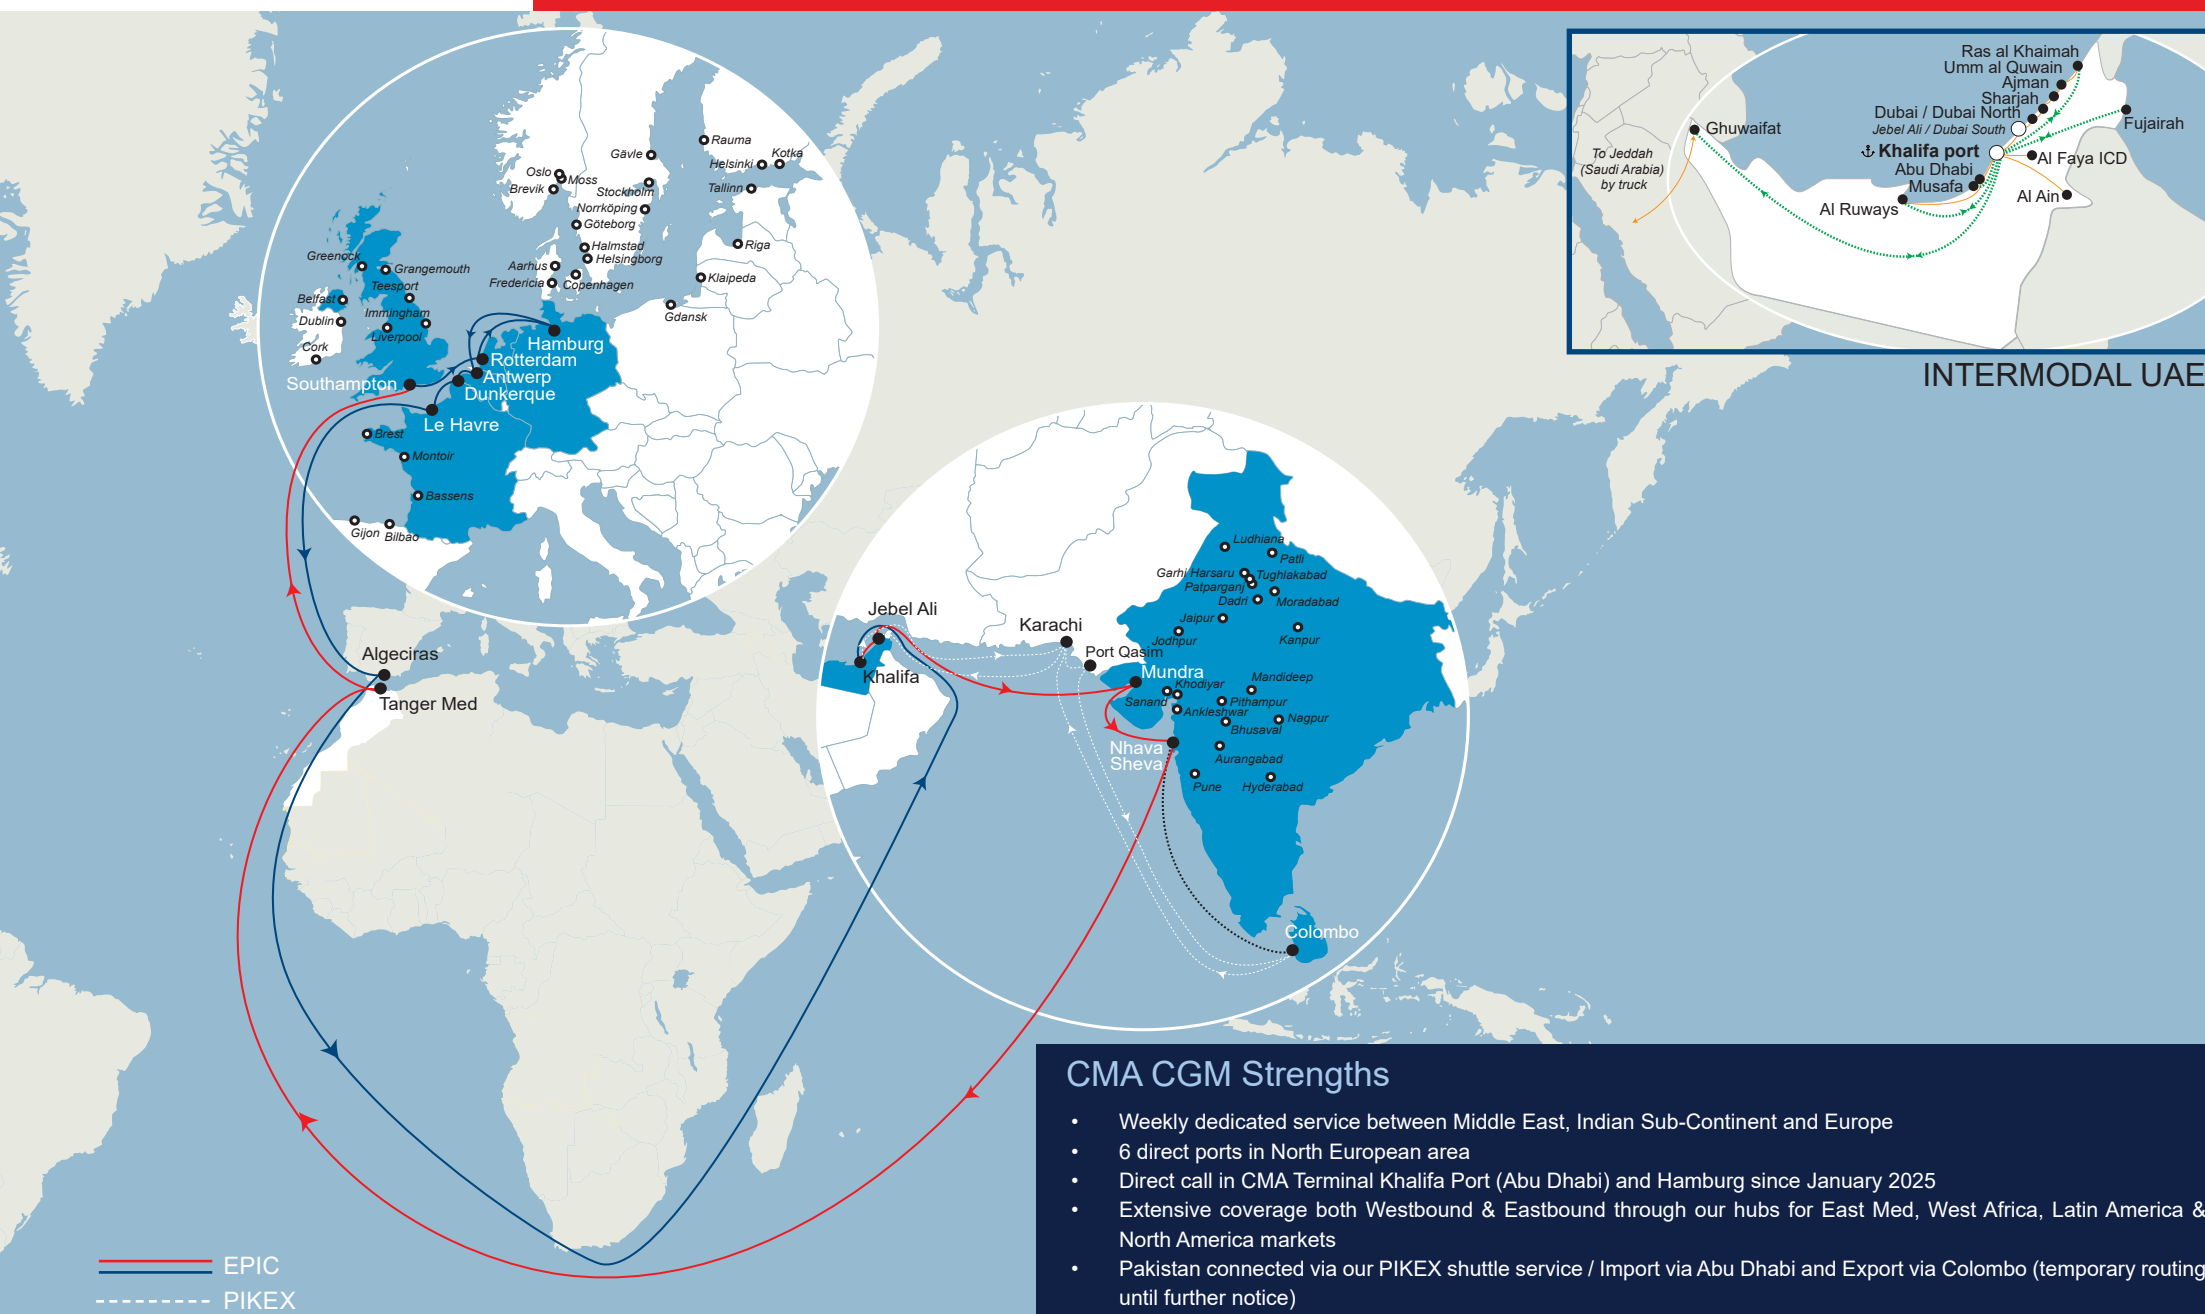 Ras al Khaimah
Umm al Quwain
Ajman
Sharjah
Dubai / Dubai North
Jebel Ali / Dubai South
Fujairah
Ghuwaifat
Khalifa port
Al Faya ICD
To Jeddah
(Saudi Arabia)
by truck
Abu Dhabi
Musafa
Al Ain
Al Ruways
INTERMODAL UAE
Rauma
Gävle
Helsinki
Kotka
Oslo
Moss
Brevik
Stockholm
Tallinn
Norrköping
Göteborg
Halmstad
Helsingborg
Riga
Aarhus
Fredericia
Copenhagen
Klaipeda
Gdansk
Greenock
Grangemouth
Teesport
Belfast
Immingham
Dublin
Liverpool
Cork
Hamburg
Rotterdam
Antwerp
Southampton
Dunkerque
Le Havre
Brest
Montoir
Bassens
Gijon
Bilbao
Algeciras
Tanger Med
Jebel Ali
Khalifa
Karachi
Port Qasim
Mundra
Ludhiana
Patli
Garhi Harsaru
Tughlakabad
Patparganj
Dadri
Moradabad
Jaipur
Jodhpur
Kanpur
Khodiyar
Mandideep
Sanand
Pithampur
Ankleshwar
Nagpur
Bhusaval
Nhava
Sheva
Aurangabad
Pune
Hyderabad
Colombo
CMA CGM Strengths
• Weekly dedicated service between Middle East, Indian Sub-Continent and Europe
• 6 direct ports in North European area
• Direct call in CMA Terminal Khalifa Port (Abu Dhabi) and Hamburg since January 2025
• Extensive coverage both Westbound & Eastbound through our hubs for East Med, West Africa, Latin America &
North America markets
• Pakistan connected via our PIKEX shuttle service / Import via Abu Dhabi and Export via Colombo (temporary routing
until further notice)
EPIC
PIKEX